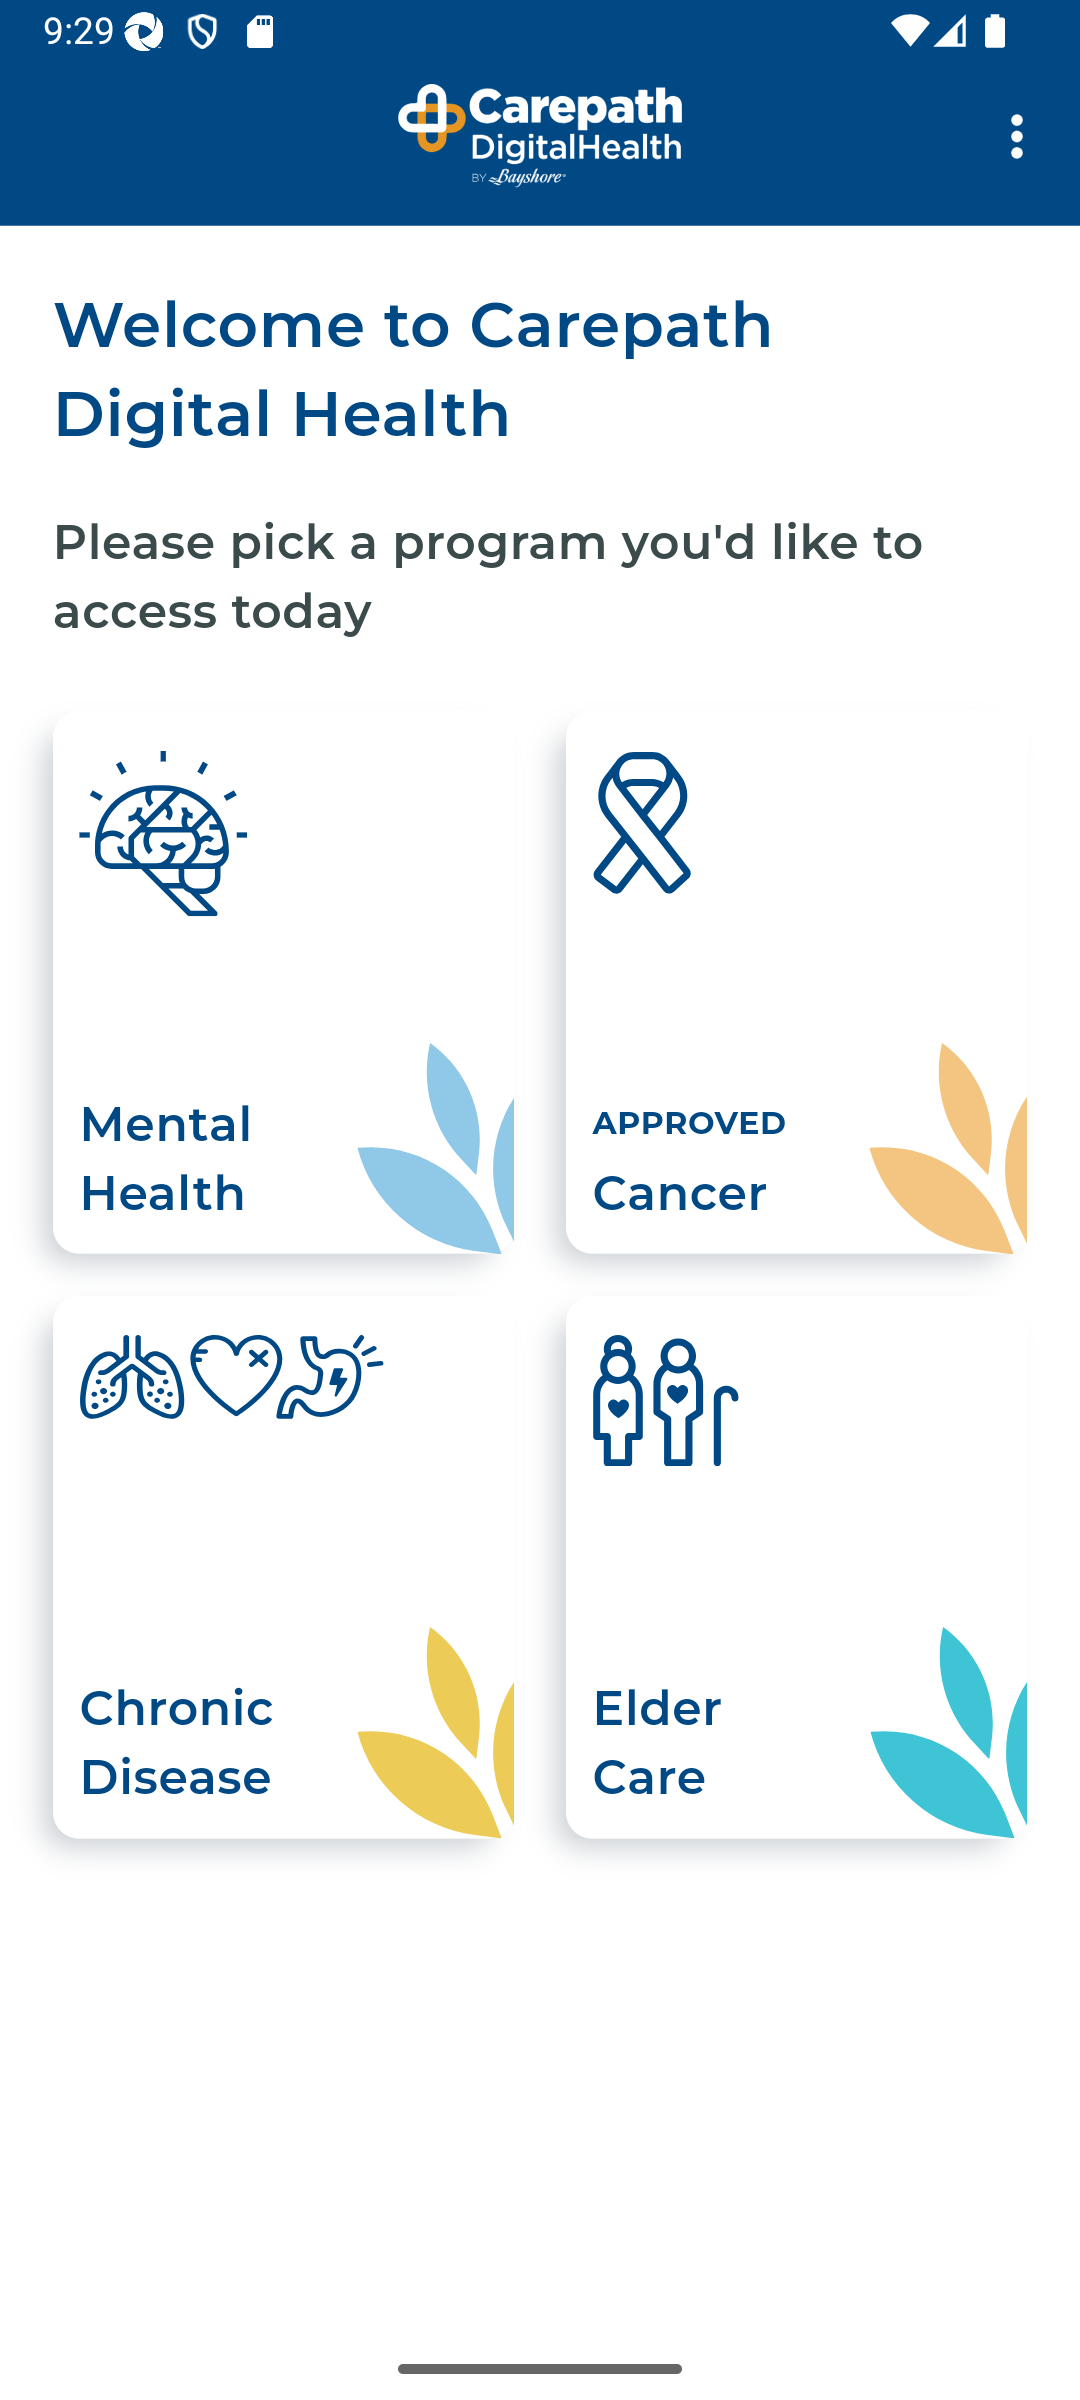 9:29
Carepath
DigitalHealth
BY Bayshore
Welcome to Carepath
Digital Health
Please pick a program you'd like to
access today
Mental
Health
APPROVED
Cancer
Chronic
Disease
Elder
Care